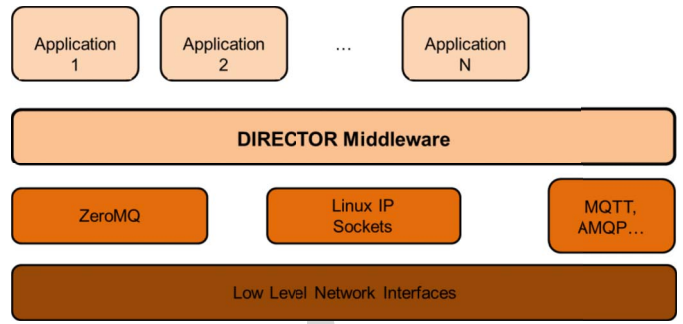 Application
1
Application
2
...
Application
N
DIRECTOR Middleware
ZeroMQ
Linux IP
Sockets
MQTT,
AMQP...
Low Level Network Interfaces